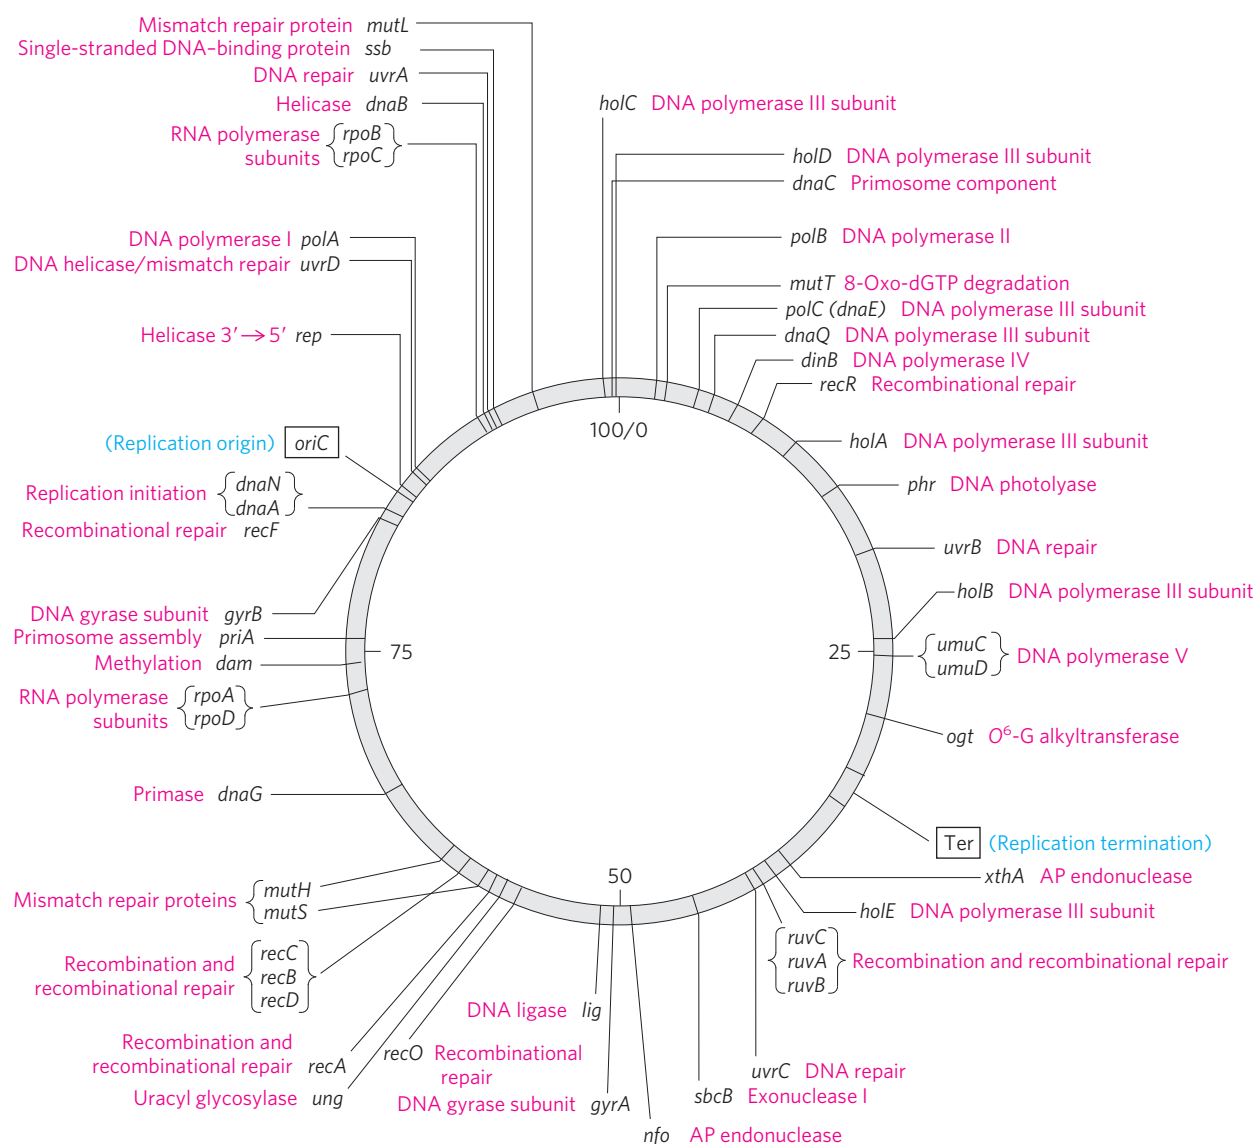 Mismatch repair protein mutL
Single-stranded DNA–binding protein ssb
DNA repair uvrA
Helicase dnaB
RNA polymerase
subunits
rpoB
rpoC
DNA polymerase I polA
DNA helicase/mismatch repair uvrD
Helicase 3′→5′ rep
(Replication origin) oriC
Replication initiation
dnaN
dnaA
Recombinational repair recF
DNA gyrase subunit gyrB
Primosome assembly priA
Methylation dam
RNA polymerase
subunits
rpoA
rpoD
Primase dnaG
Mismatch repair proteins
mutH
mutS
Recombination and
recombinational repair
recC
recB
recD
Recombination and
recombinational repair recA
Uracyl glycosylase ung
recO Recombinational
repair
DNA ligase lig
DNA gyrase subunit gyrA
nfo AP endonuclease
sbcB Exonuclease I
uvrC DNA repair
ruvC
ruvA
ruvB
Recombination and recombinational repair
holE DNA polymerase III subunit
xthA AP endonuclease
Ter (Replication termination)
ogt O⁶-G alkyltransferase
umuC
umuD
DNA polymerase V
holB DNA polymerase III subunit
uvrB DNA repair
phr DNA photolyase
holA DNA polymerase III subunit
recR Recombinational repair
dinB DNA polymerase IV
dnaQ DNA polymerase III subunit
polC (dnaE) DNA polymerase III subunit
mutT 8-Oxo-dGTP degradation
polB DNA polymerase II
dnaC Primosome component
holD DNA polymerase III subunit
holC DNA polymerase III subunit
100/0
25
50
75